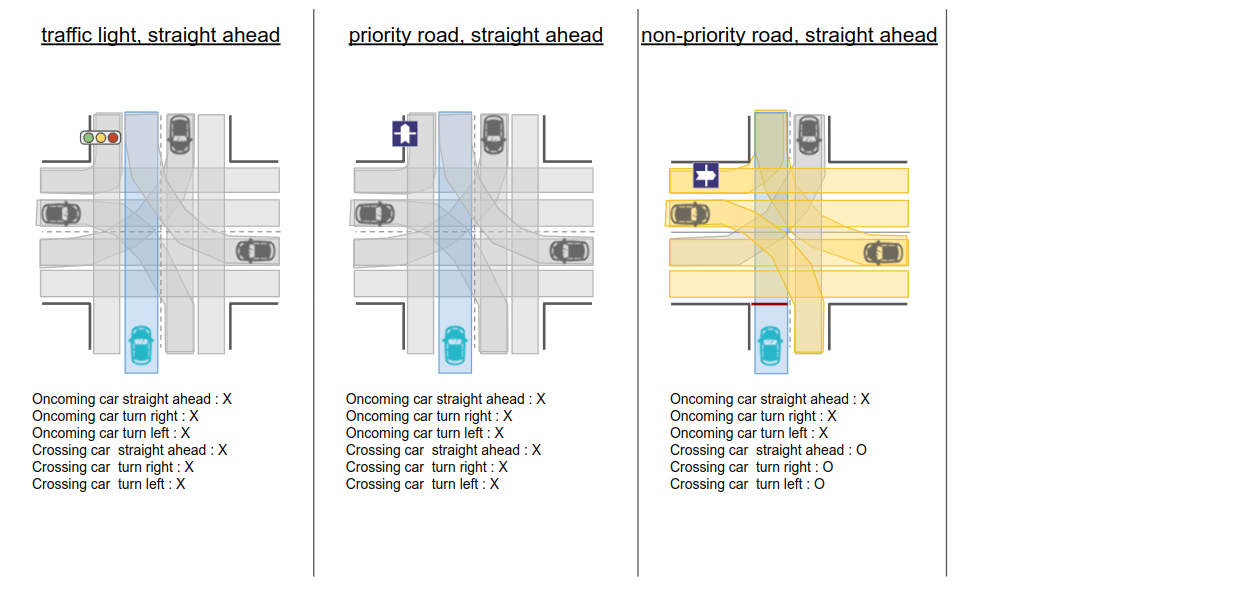 traffic light, straight ahead
Oncoming car straight ahead : X
Oncoming car turn right : X
Oncoming car turn left : X
Crossing car  straight ahead : X
Crossing car  turn right : X
Crossing car  turn left : X
priority road, straight ahead
Oncoming car straight ahead : X
Oncoming car turn right : X
Oncoming car turn left : X
Crossing car  straight ahead : X
Crossing car  turn right : X
Crossing car  turn left : X
non-priority road, straight ahead
Oncoming car straight ahead : X
Oncoming car turn right : X
Oncoming car turn left : X
Crossing car  straight ahead : O
Crossing car  turn right : O
Crossing car  turn left : O